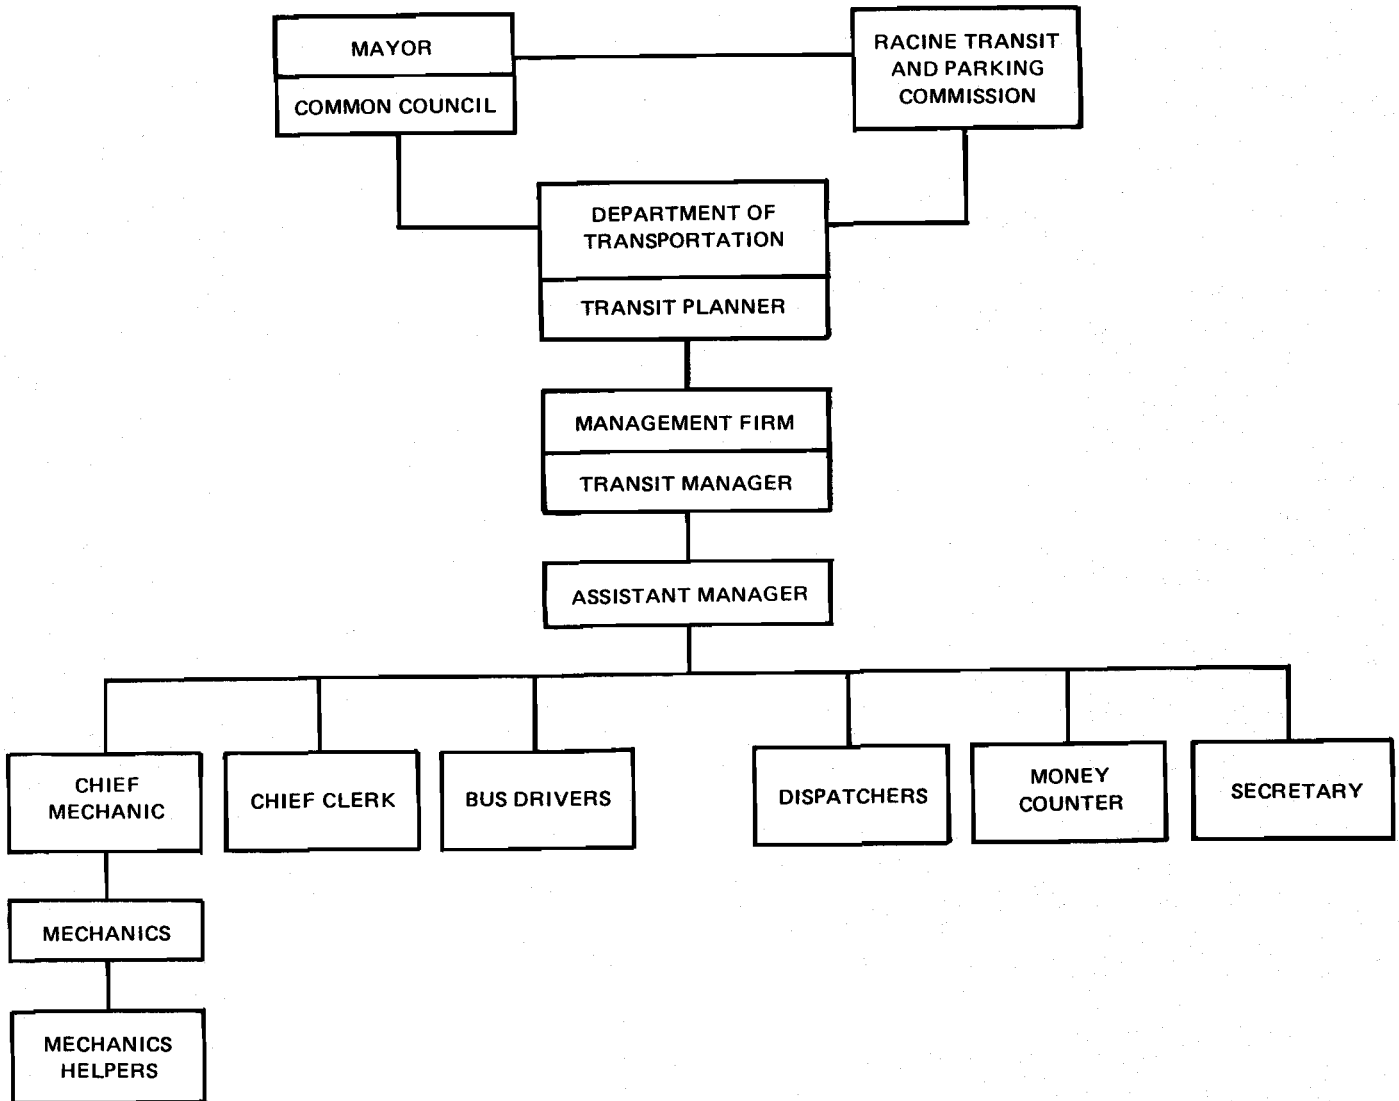 MAYOR
COMMON COUNCIL
RACINE TRANSIT
AND PARKING
COMMISSION
DEPARTMENT OF
TRANSPORTATION
TRANSIT PLANNER
MANAGEMENT FIRM
TRANSIT MANAGER
ASSISTANT MANAGER
CHIEF
MECHANIC
CHIEF CLERK
BUS DRIVERS
DISPATCHERS
MONEY
COUNTER
SECRETARY
MECHANICS
MECHANICS
HELPERS